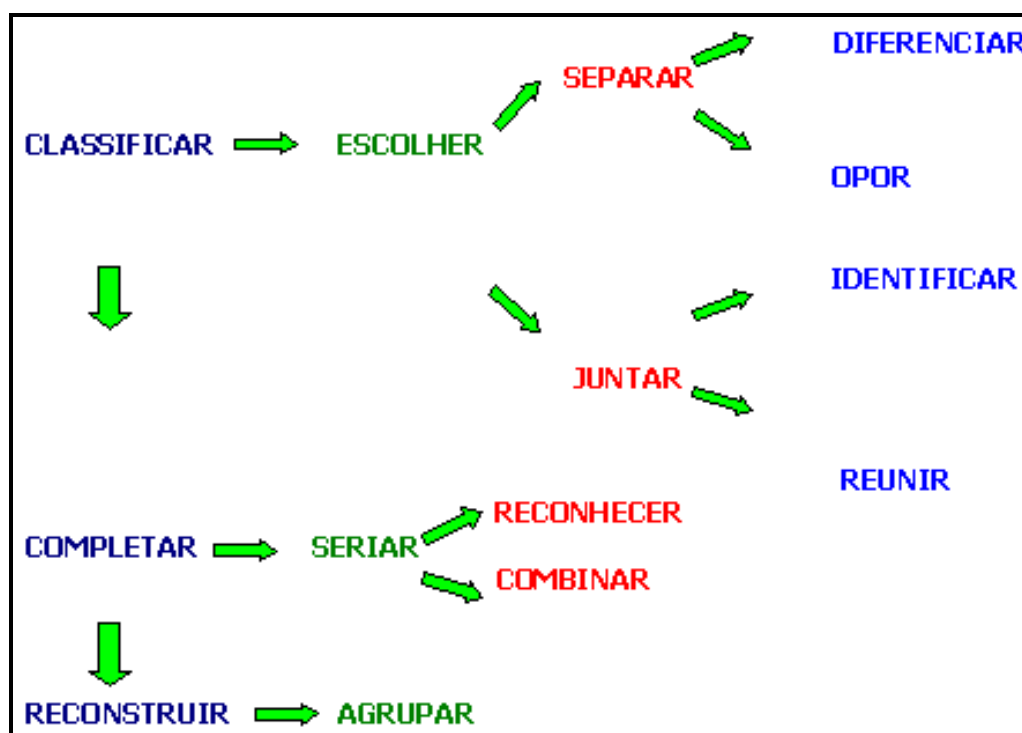 DIFERENCIAR
SEPARAR
CLASSIFICAR
ESCOLHER
OPOR
IDENTIFICAR
JUNTAR
REUNIR
RECONHECER
COMPLETAR
SERIAR
COMBINAR
RECONSTRUIR
AGRUPAR